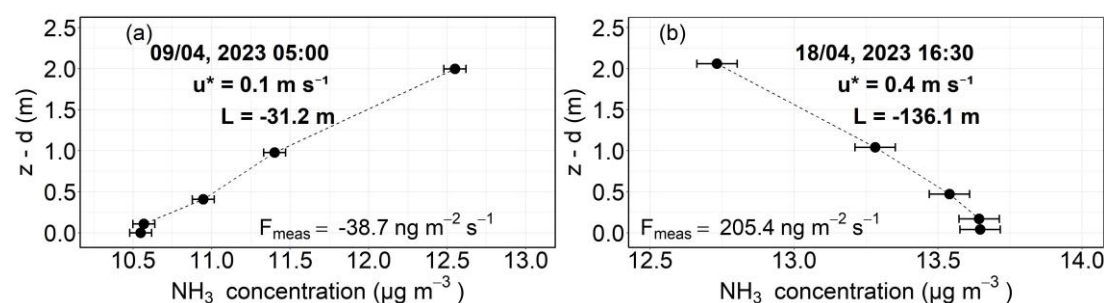 (a)
09/04, 2023 05:00
u* = 0.1 m s⁻¹
L = -31.2 m
F_meas = -38.7 ng m⁻² s⁻¹
z - d (m)
2.5
2.0
1.5
1.0
0.5
0.0
10.5 11.0 11.5 12.0 12.5 13.0
NH₃ concentration (µg m⁻³)
(b)
18/04, 2023 16:30
u* = 0.4 m s⁻¹
L = -136.1 m
F_meas = 205.4 ng m⁻² s⁻¹
z - d (m)
2.5
2.0
1.5
1.0
0.5
0.0
12.5 13.0 13.5 14.0
NH₃ concentration (µg m⁻³)